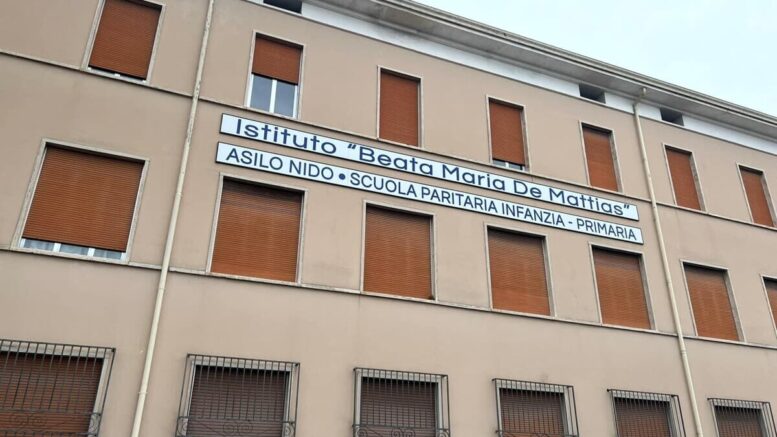 Istituto "Beata Maria De Mattias"
ASILO NIDO • SCUOLA PARITARIA INFANZIA - PRIMARIA